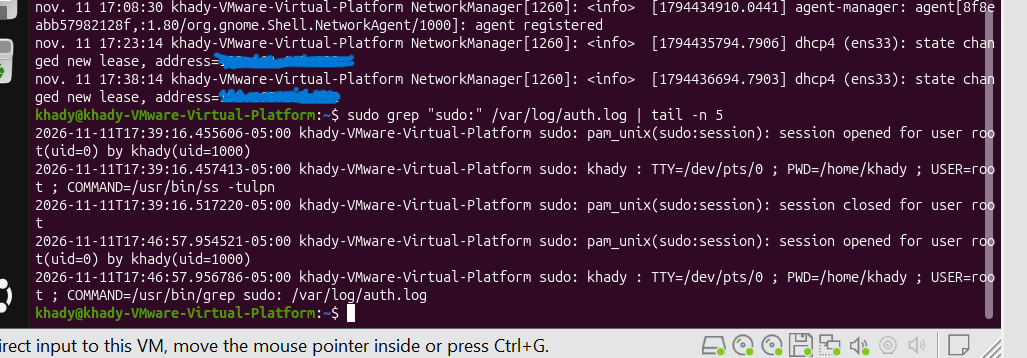 nov. 11 17:08:30 khady-VMware-Virtual-Platform NetworkManager[1260]: <info>  [1794434910.0441] agent-manager: agent[8f8e
abb57982128f,:1.80/org.gnome.Shell.NetworkAgent/1000]: agent registered
nov. 11 17:23:14 khady-VMware-Virtual-Platform NetworkManager[1260]: <info>  [1794435794.7906] dhcp4 (ens33): state chan
ged new lease, address=
nov. 11 17:38:14 khady-VMware-Virtual-Platform NetworkManager[1260]: <info>  [1794436694.7903] dhcp4 (ens33): state chan
ged new lease, address=
khady@khady-VMware-Virtual-Platform:~$ sudo grep "sudo:" /var/log/auth.log | tail -n 5
2026-11-11T17:39:16.455606-05:00 khady-VMware-Virtual-Platform sudo: pam_unix(sudo:session): session opened for user roo
t(uid=0) by khady(uid=1000)
2026-11-11T17:39:16.457413-05:00 khady-VMware-Virtual-Platform sudo: khady : TTY=/dev/pts/0 ; PWD=/home/khady ; USER=roo
t ; COMMAND=/usr/bin/ss -tulpn
2026-11-11T17:39:16.517220-05:00 khady-VMware-Virtual-Platform sudo: pam_unix(sudo:session): session closed for user roo
t
2026-11-11T17:46:57.954521-05:00 khady-VMware-Virtual-Platform sudo: pam_unix(sudo:session): session opened for user roo
t(uid=0) by khady(uid=1000)
2026-11-11T17:46:57.956786-05:00 khady-VMware-Virtual-Platform sudo: khady : TTY=/dev/pts/0 ; PWD=/home/khady ; USER=roo
t ; COMMAND=/usr/bin/grep sudo: /var/log/auth.log
khady@khady-VMware-Virtual-Platform:~$
irect input to this VM, move the mouse pointer inside or press Ctrl+G.